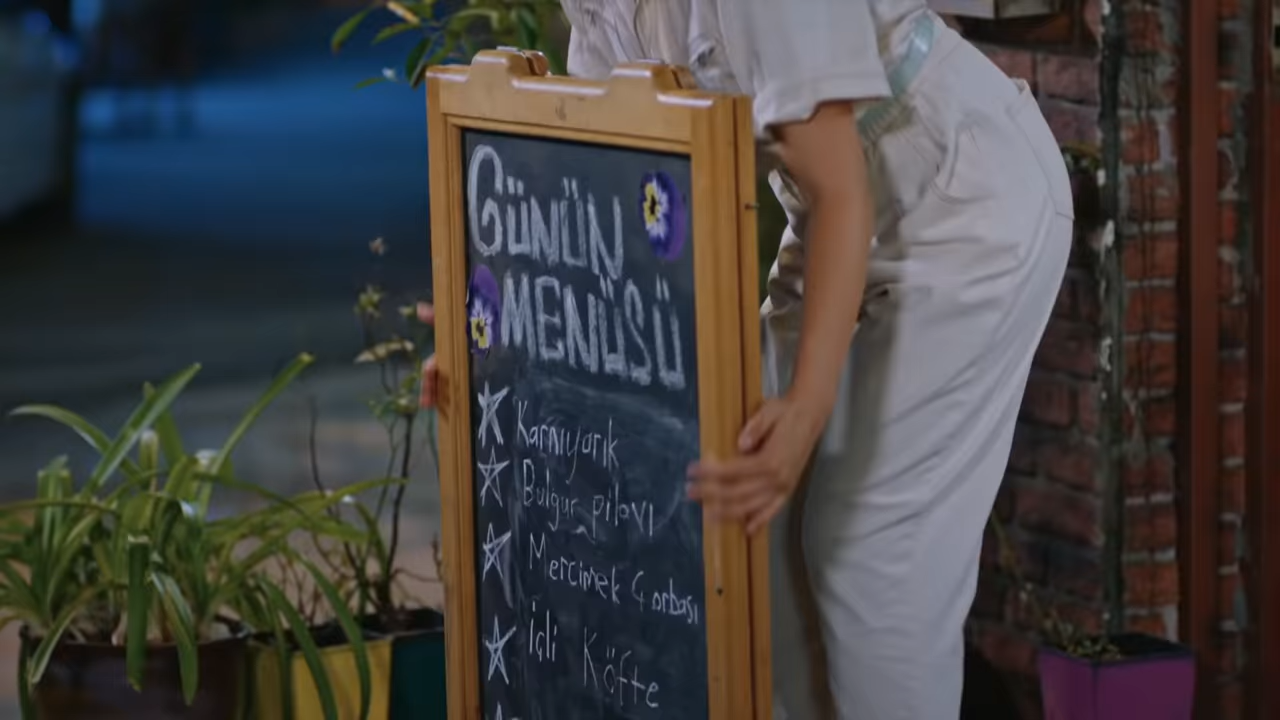 GÜNÜN
MENÜSÜ
Karnıyarık
Bulgur pilavı
Mercimek Çorbası
İçli Köfte